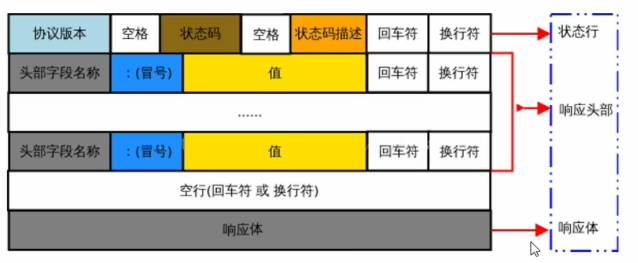 协议版本 空格 状态码 空格 状态码描述 回车符 换行符 状态行
头部字段名称 ：(冒号) 值 回车符 换行符
...... 响应头部
头部字段名称 ：(冒号) 值 回车符 换行符
空行(回车符 或 换行符)
响应体 响应体